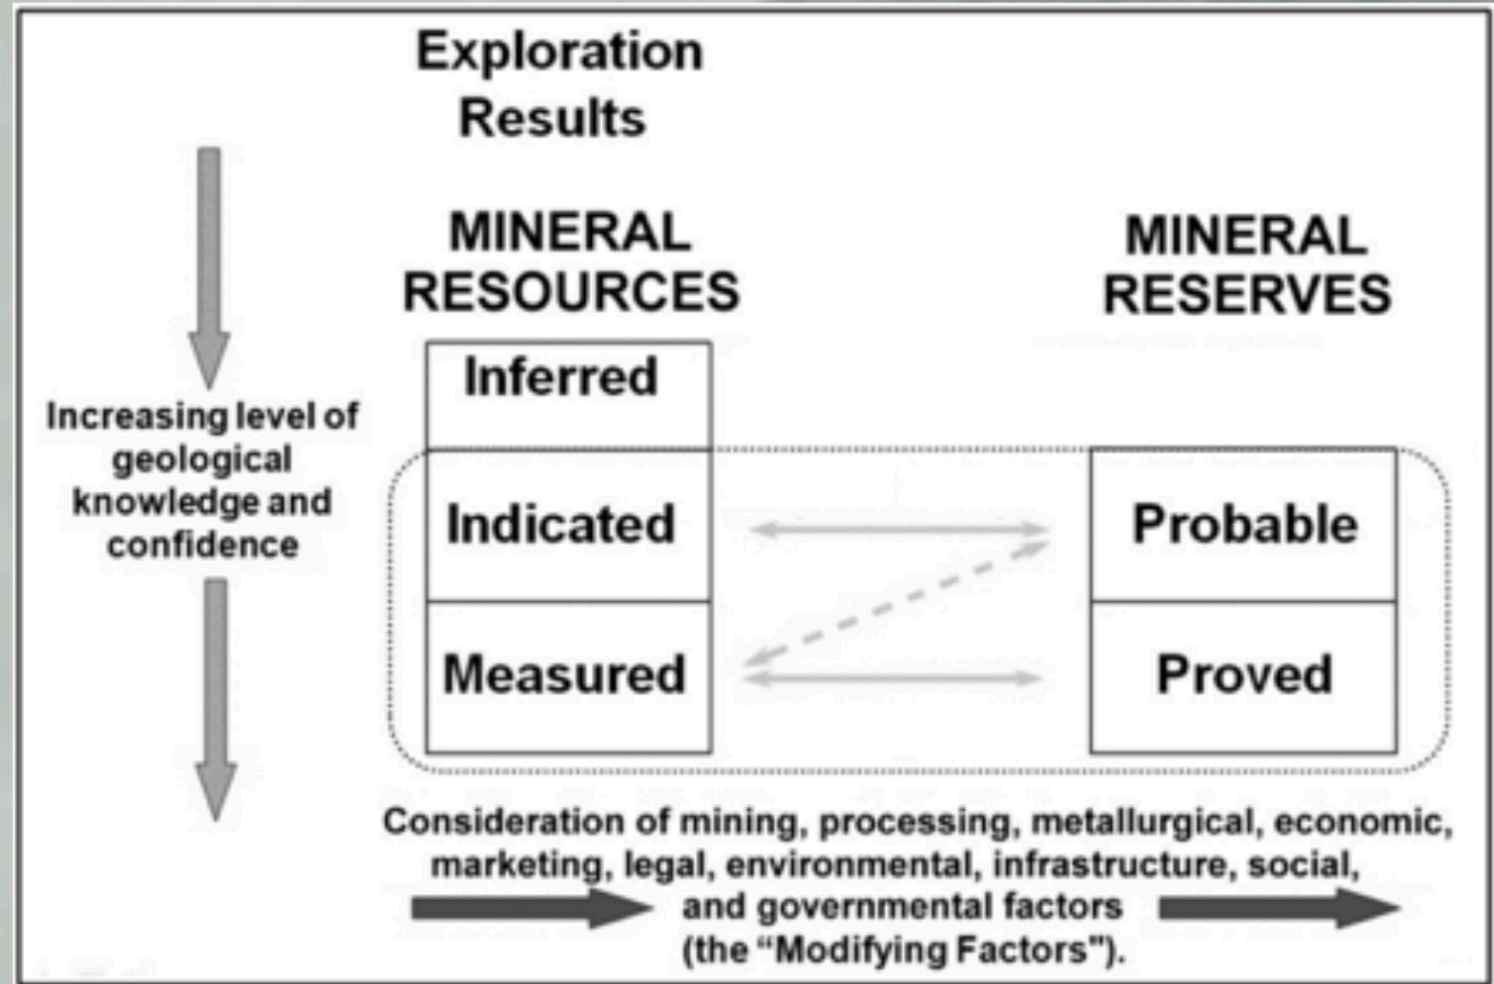 Exploration
Results
MINERAL
RESOURCES
MINERAL
RESERVES
Inferred
Increasing level of
geological
knowledge and
confidence
Indicated
Probable
Measured
Proved
Consideration of mining, processing, metallurgical, economic,
marketing, legal, environmental, infrastructure, social,
and governmental factors
(the “Modifying Factors").